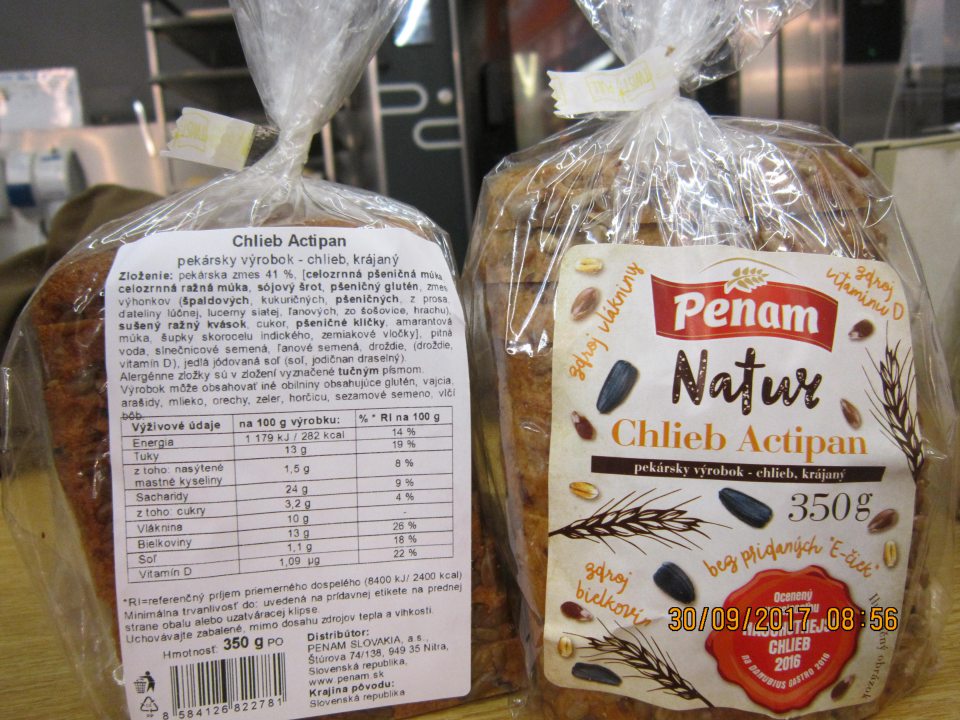 Chlieb Actipan
pekársky výrobok - chlieb, krájaný
Zloženie: pekárska zmes 41 %, [celozrnná pšeničná múka,
celozrnná ražná múka, sójový šrot, pšeničný glutén, zmes
výhonkov (špaldových, kukuričných, pšeničných, z prosa,
ďateliny lúčnej, lucerny siatej, ľanových, zo šošovice, hrachu),
sušený ražný kvások, cukor, pšeničné klíčky, amarantová
múka, šupky skorocelu indického, zemiakové vločky], pitná
voda, slnečnicové semená, ľanové semená, droždie, (droždie,
vitamín D), jedlá jódovaná soľ (soľ, jodičnan draselný).
Alergénne zložky sú v zložení vyznačené tučným písmom.
Výrobok môže obsahovať iné obilniny obsahujúce glutén, vajcia,
arašidy, mlieko, orechy, zeler, horčicu, sezamové semeno, vlčí
bôb.
Výživové údaje na 100 g výrobku: % * RI na 100 g
Energia 1 179 kJ / 282 kcal 14 %
Tuky 13 g 19 %
z toho: nasýtené
mastné kyseliny 1,5 g 8 %
Sacharidy 24 g 9 %
z toho: cukry 3,2 g 4 %
Vláknina 10 g -
Bielkoviny 13 g 26 %
Soľ 1,1 g 18 %
Vitamín D 1,09 µg 22 %
*RI=referenčný príjem priemerného dospelého (8400 kJ/ 2400 kcal)
Minimálna trvanlivosť do: uvedená na prídavnej etikete na prednej
strane obalu alebo uzatváracej klipse.
Uchovávajte zabalené, mimo dosahu zdrojov tepla a vlhkosti.
Hmotnosť: 350 g PO
Distribútor:
PENAM SLOVAKIA, a.s.,
Štúrova 74/138, 949 35 Nitra,
Slovenská republika,
www.penam.sk
Krajina pôvodu:
Slovenská republika
8 584126 822781
zdroj vlákniny
zdroj
vitamínu D
Penam
Natur
Chlieb Actipan
pekársky výrobok - chlieb, krájaný
350 g
bez pridaných "E-čiek"
zdroj
bielkovín
Ocenený
CHLIEB
2016
na DANUBIUS GASTRO 2016
30/09/2017 08:56